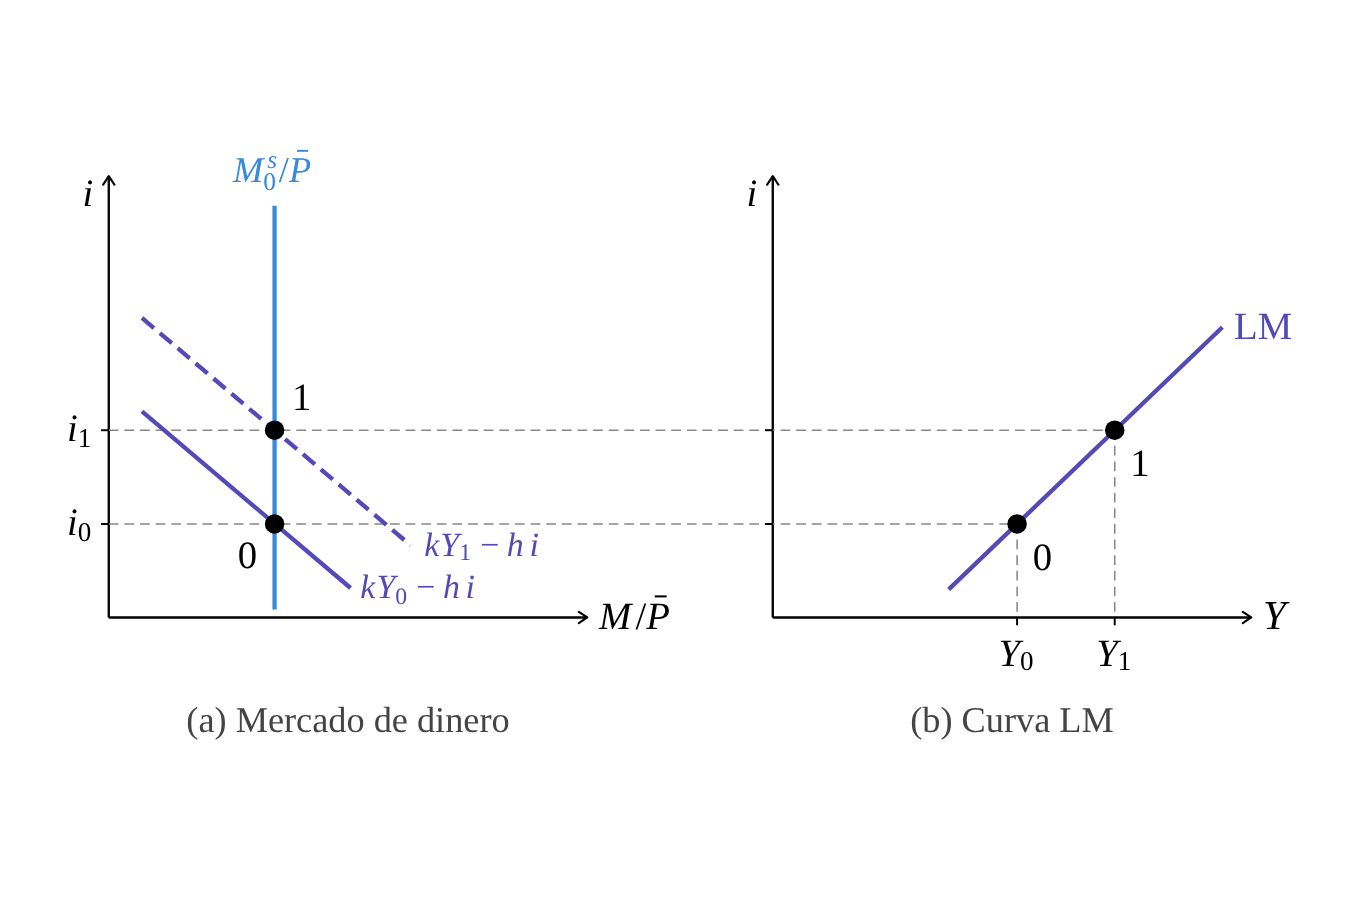 M₀ˢ/P̄
i
i
LM
1
i₁
1
i₀
0
kY₁ − h i
0
kY₀ − h i
M/P̄
Y
Y₀
Y₁
(a) Mercado de dinero
(b) Curva LM